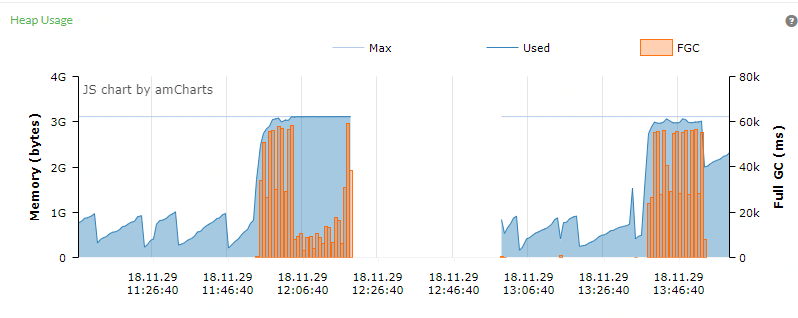 Heap Usage
?
Max
Used
FGC
JS chart by amCharts
Memory (bytes)
4G
3G
2G
1G
0
Full GC (ms)
80k
60k
40k
20k
0
18.11.29
11:26:40
18.11.29
11:46:40
18.11.29
12:06:40
18.11.29
12:26:40
18.11.29
12:46:40
18.11.29
13:06:40
18.11.29
13:26:40
18.11.29
13:46:40